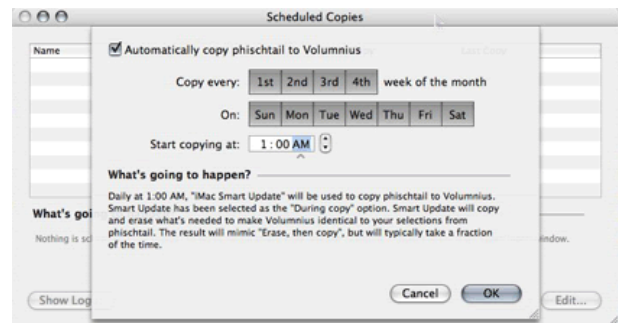 Scheduled Copies
Name
Automatically copy phischtail to Volumnius
Copy every: 1st 2nd 3rd 4th week of the month
On: Sun Mon Tue Wed Thu Fri Sat
Start copying at: 1:00 AM
What's going to happen?
Daily at 1:00 AM, "iMac Smart Update" will be used to copy phischtail to Volumnius.
Smart Update has been selected as the "During copy" option. Smart Update will copy
and erase what's needed to make Volumnius identical to your selections from
phischtail. The result will mimic "Erase, then copy", but will typically take a fraction
of the time.
What's goi
Nothing is sc
ndow.
Cancel OK
Show Log
Edit...